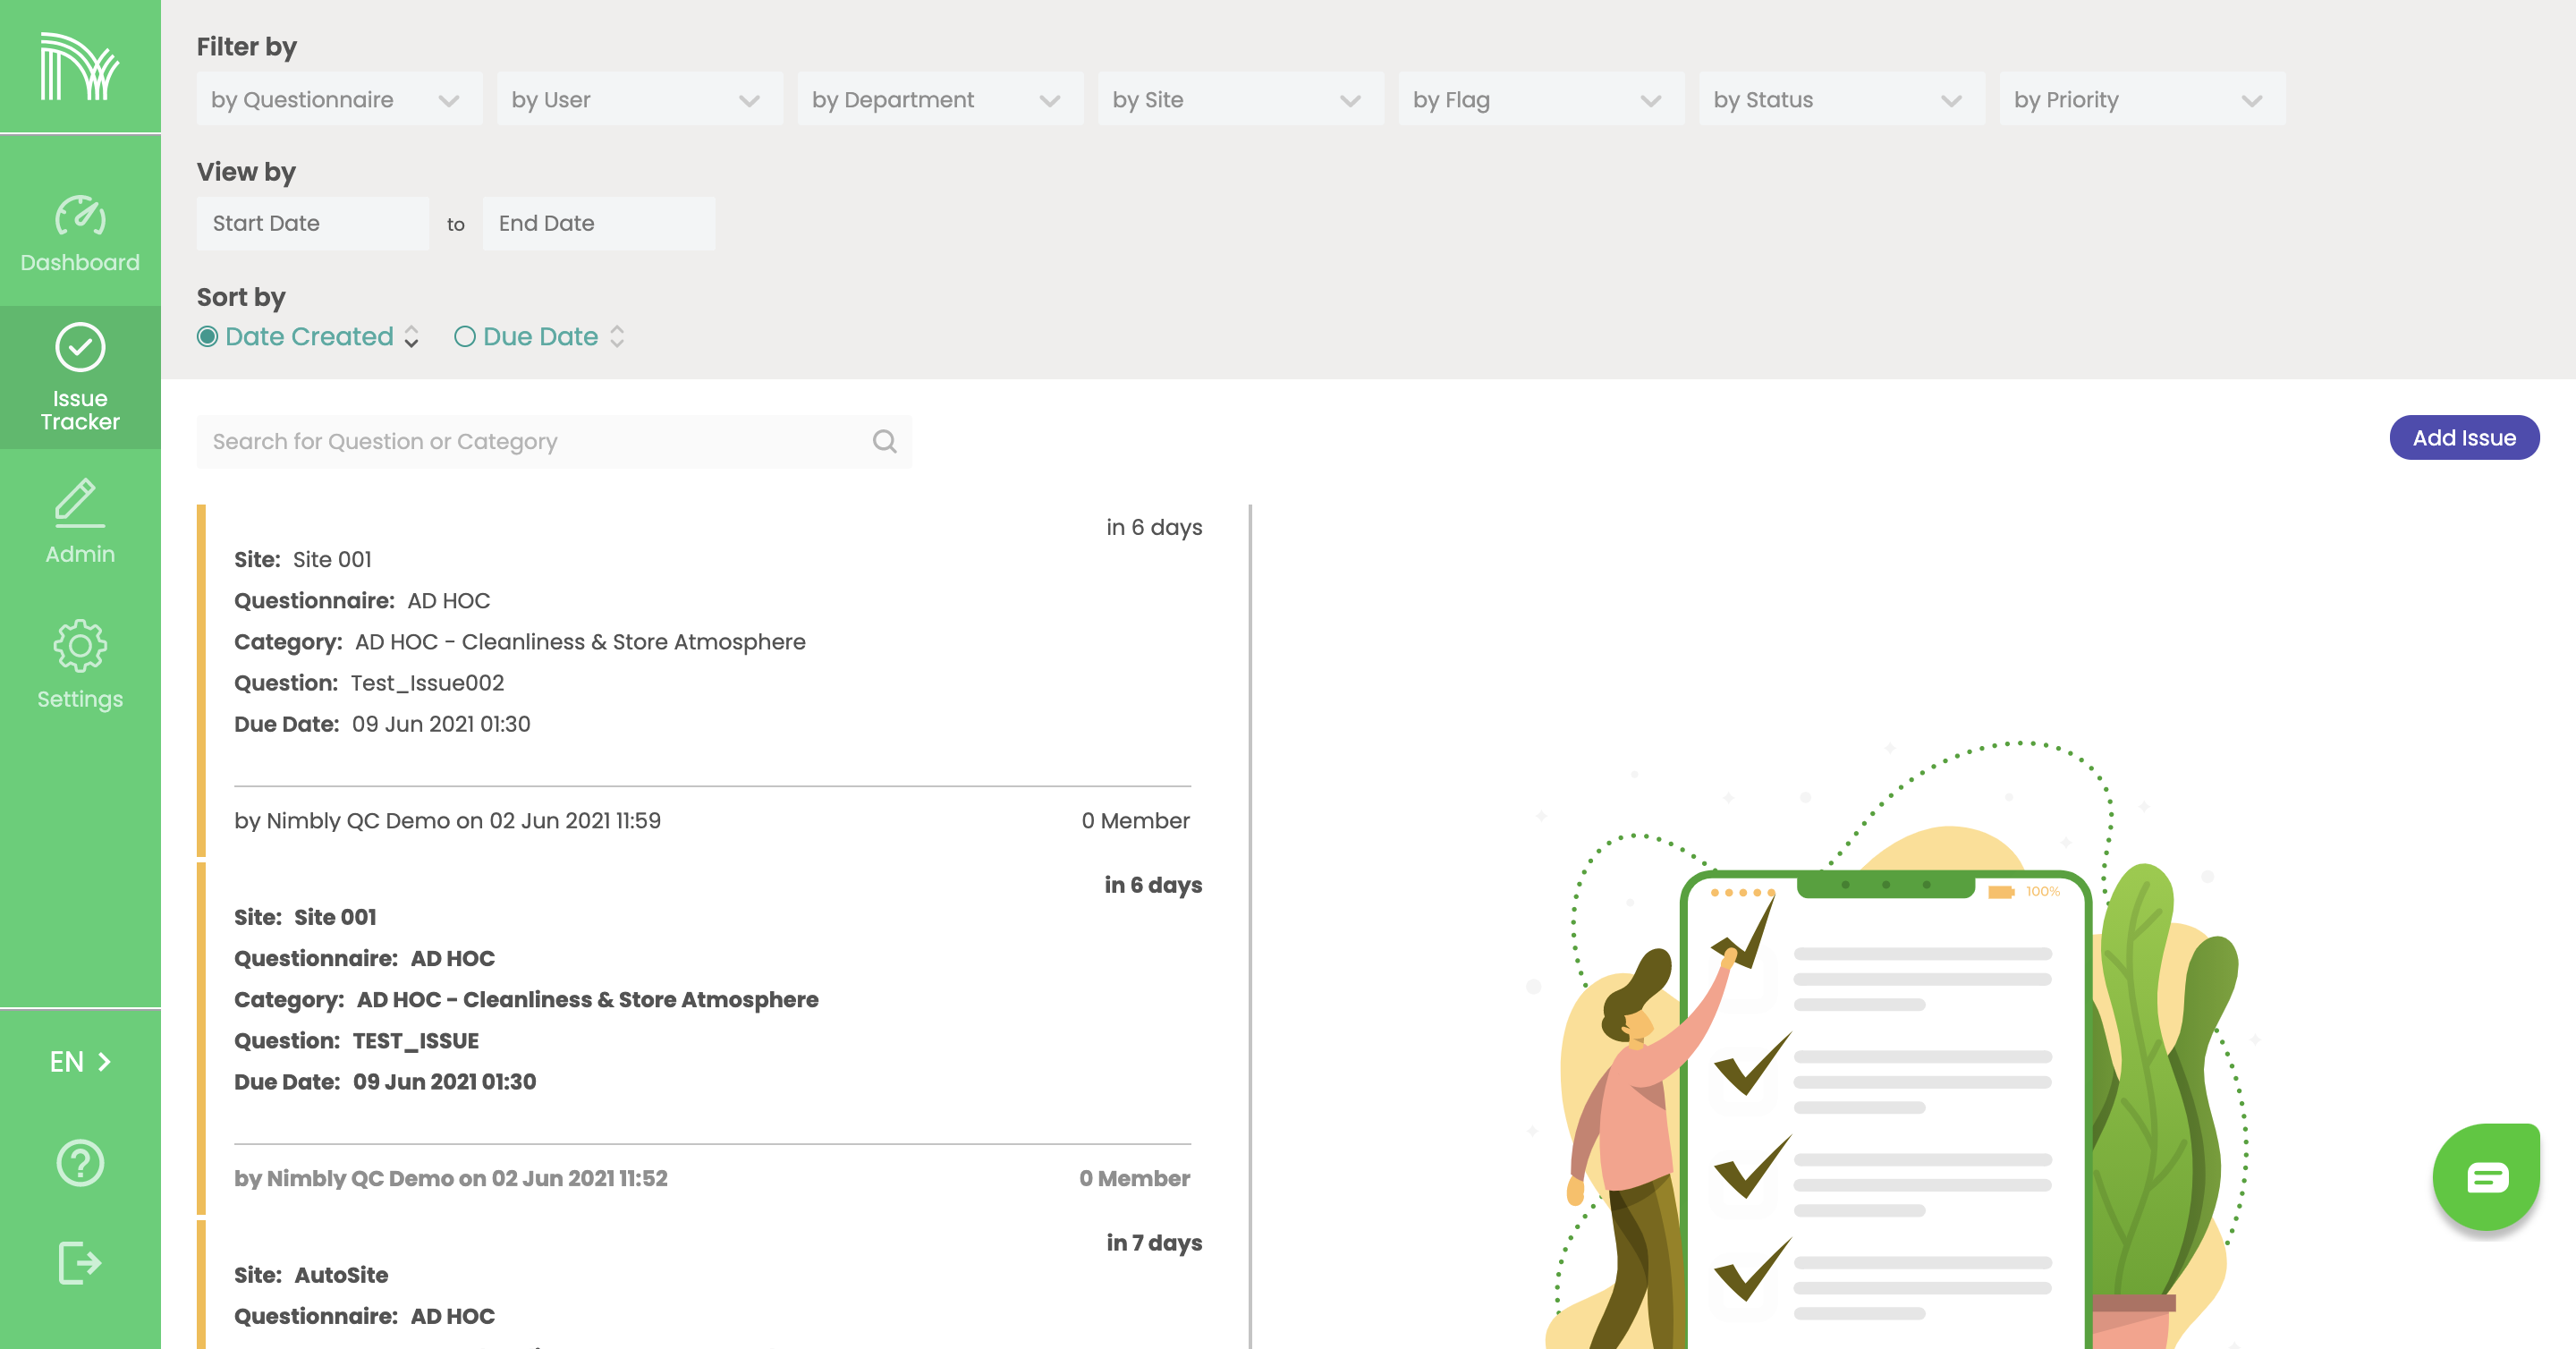 Filter by
by Questionnaire
by User
by Department
by Site
by Flag
by Status
by Priority
View by
Start Date to End Date
Sort by
Date Created
Due Date
Dashboard
Issue
Tracker
Admin
Settings
EN
Search for Question or Category
Add Issue
in 6 days
Site: Site 001
Questionnaire: AD HOC
Category: AD HOC - Cleanliness & Store Atmosphere
Question: Test_Issue002
Due Date: 09 Jun 2021 01:30
by Nimbly QC Demo on 02 Jun 2021 11:59 0 Member
in 6 days
Site: Site 001
Questionnaire: AD HOC
Category: AD HOC - Cleanliness & Store Atmosphere
Question: TEST_ISSUE
Due Date: 09 Jun 2021 01:30
by Nimbly QC Demo on 02 Jun 2021 11:52 0 Member
in 7 days
Site: AutoSite
Questionnaire: AD HOC
100%